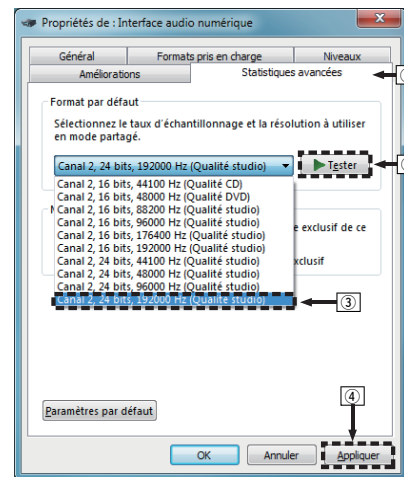 Propriétés de : Interface audio numérique
Général Formats pris en charge Niveaux
Améliorations Statistiques avancées
Format par défaut
Sélectionnez le taux d'échantillonnage et la résolution à utiliser
en mode partagé.
Canal 2, 24 bits, 192000 Hz (Qualité studio) Tester
Canal 2, 16 bits, 44100 Hz (Qualité CD)
Canal 2, 16 bits, 48000 Hz (Qualité DVD)
Canal 2, 16 bits, 88200 Hz (Qualité studio)
Canal 2, 16 bits, 96000 Hz (Qualité studio)
Canal 2, 16 bits, 176400 Hz (Qualité studio)
e exclusif de ce
Canal 2, 16 bits, 192000 Hz (Qualité studio)
Canal 2, 24 bits, 44100 Hz (Qualité studio)
xclusif
Canal 2, 24 bits, 48000 Hz (Qualité studio)
Canal 2, 24 bits, 96000 Hz (Qualité studio)
Canal 2, 24 bits, 192000 Hz (Qualité studio)
③
Paramètres par défaut
④
OK Annuler Appliquer